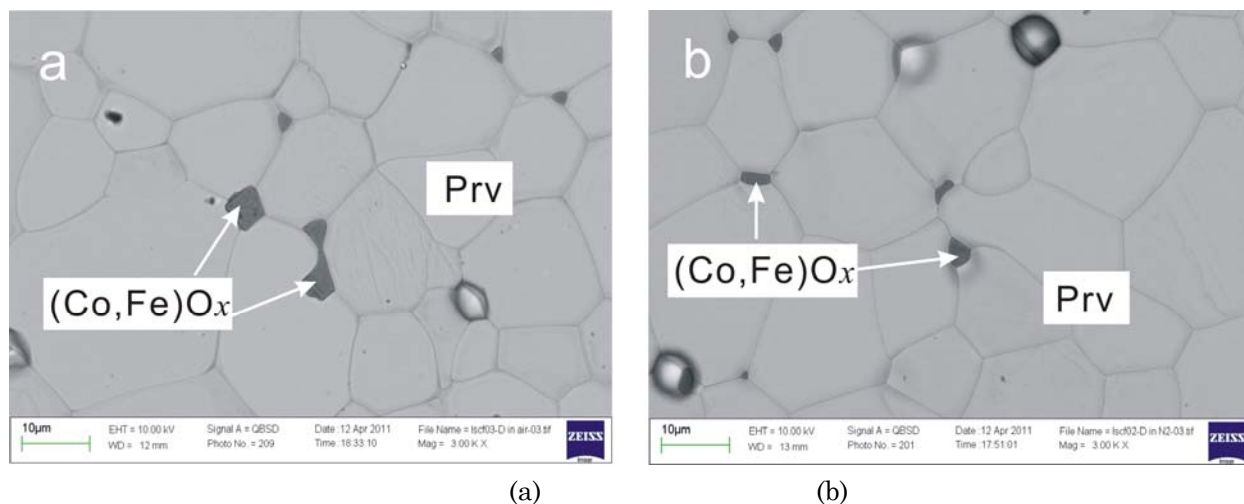 a
Prv
(Co,Fe)Ox
10µm
EHT = 10.00 kV
WD = 12 mm
Signal A = QBSD
Photo No. = 209
Date :12 Apr 2011
Time :18:33:10
File Name = lscf03-D in air-03.tif
Mag = 3.00 K X
ZEISS
b
(Co,Fe)Ox
Prv
10µm
EHT = 10.00 kV
WD = 13 mm
Signal A = QBSD
Photo No. = 201
Date :12 Apr 2011
Time :17:51:01
File Name = lscf02-D in N2-03.tif
Mag = 3.00 K X
ZEISS
(a)
(b)